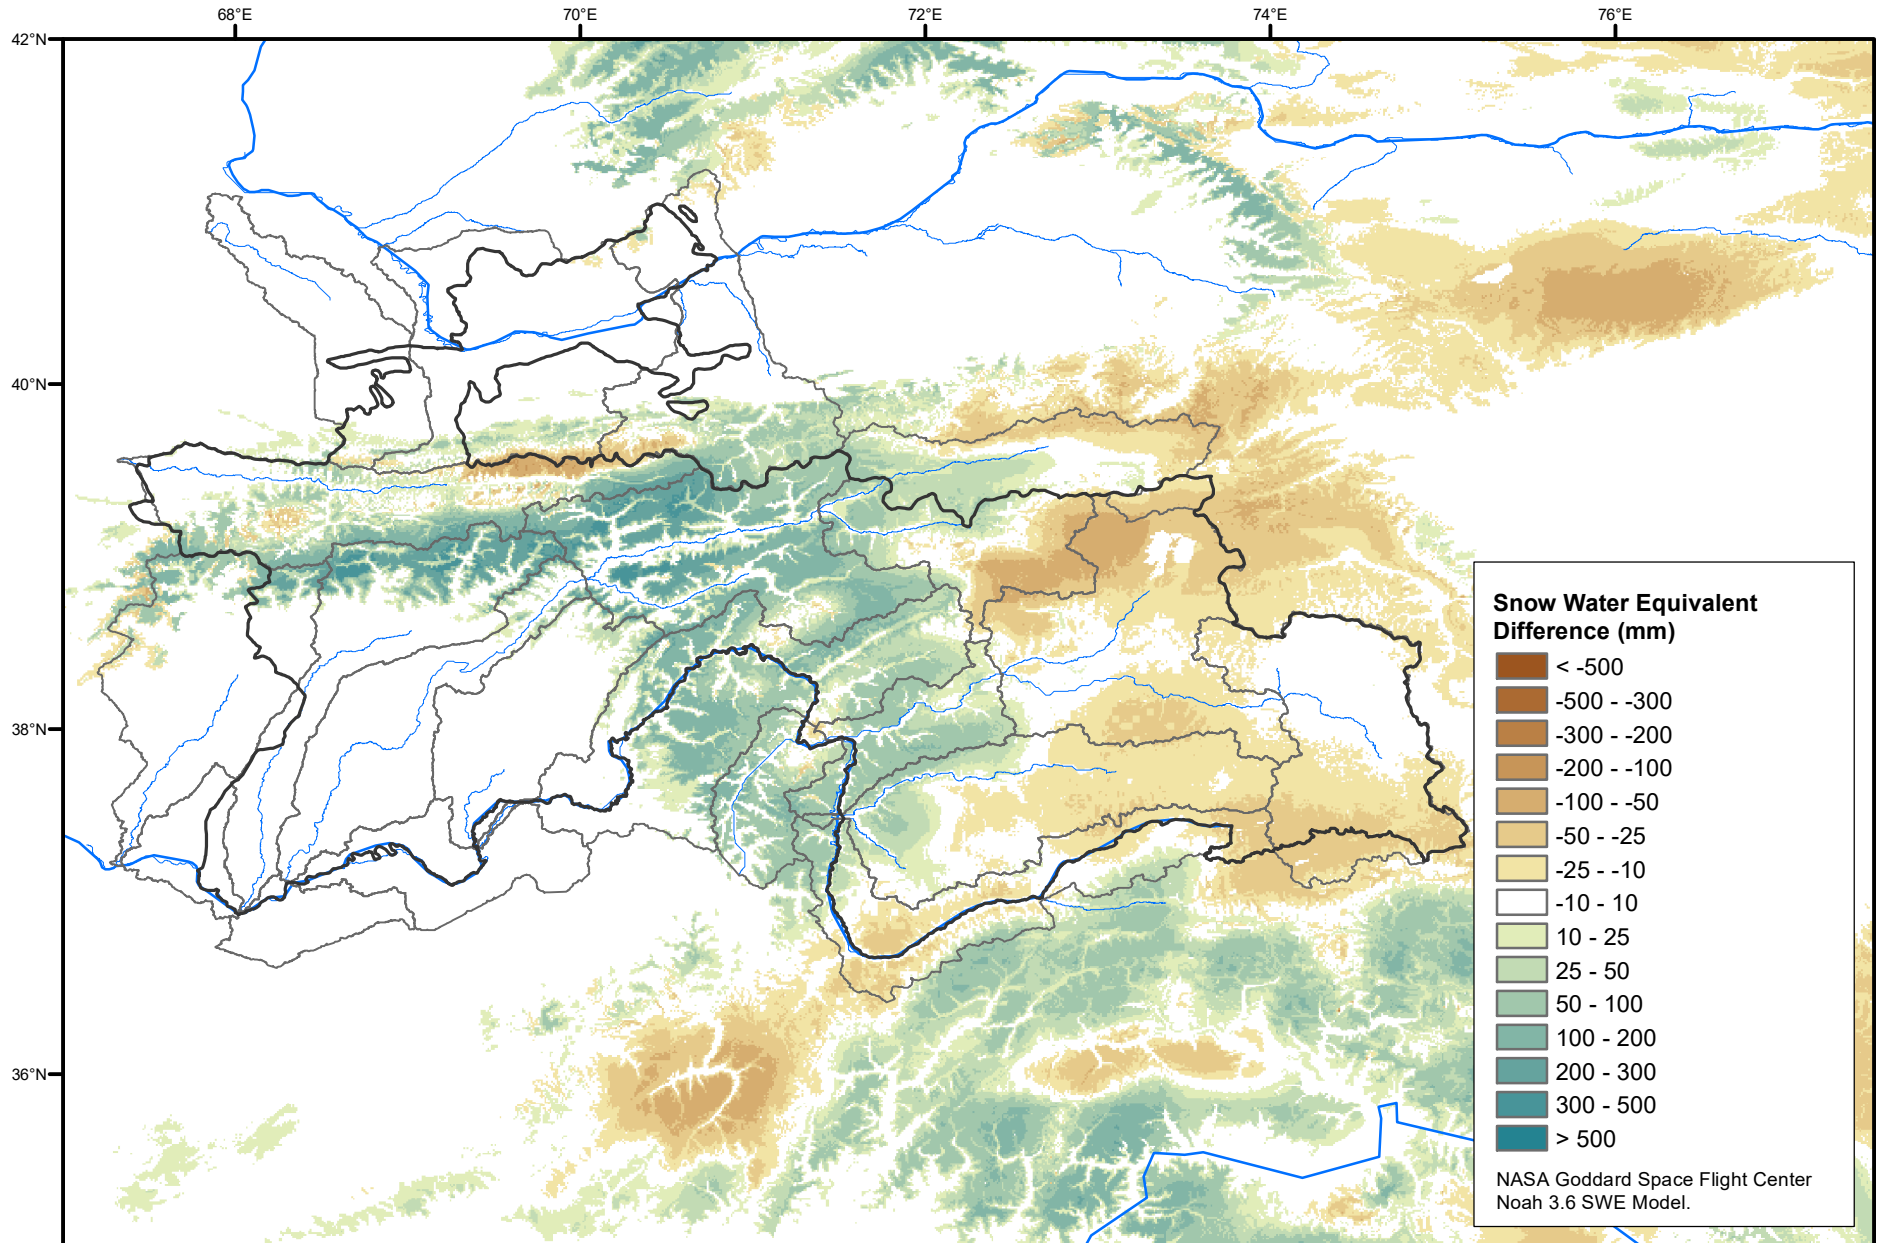 68°E
70°E
72°E
74°E
76°E
42°N
40°N
38°N
36°N
Snow Water Equivalent
Difference (mm)
< -500
-500 - -300
-300 - -200
-200 - -100
-100 - -50
-50 - -25
-25 - -10
-10 - 10
10 - 25
25 - 50
50 - 100
100 - 200
200 - 300
300 - 500
> 500
NASA Goddard Space Flight Center
Noah 3.6 SWE Model.